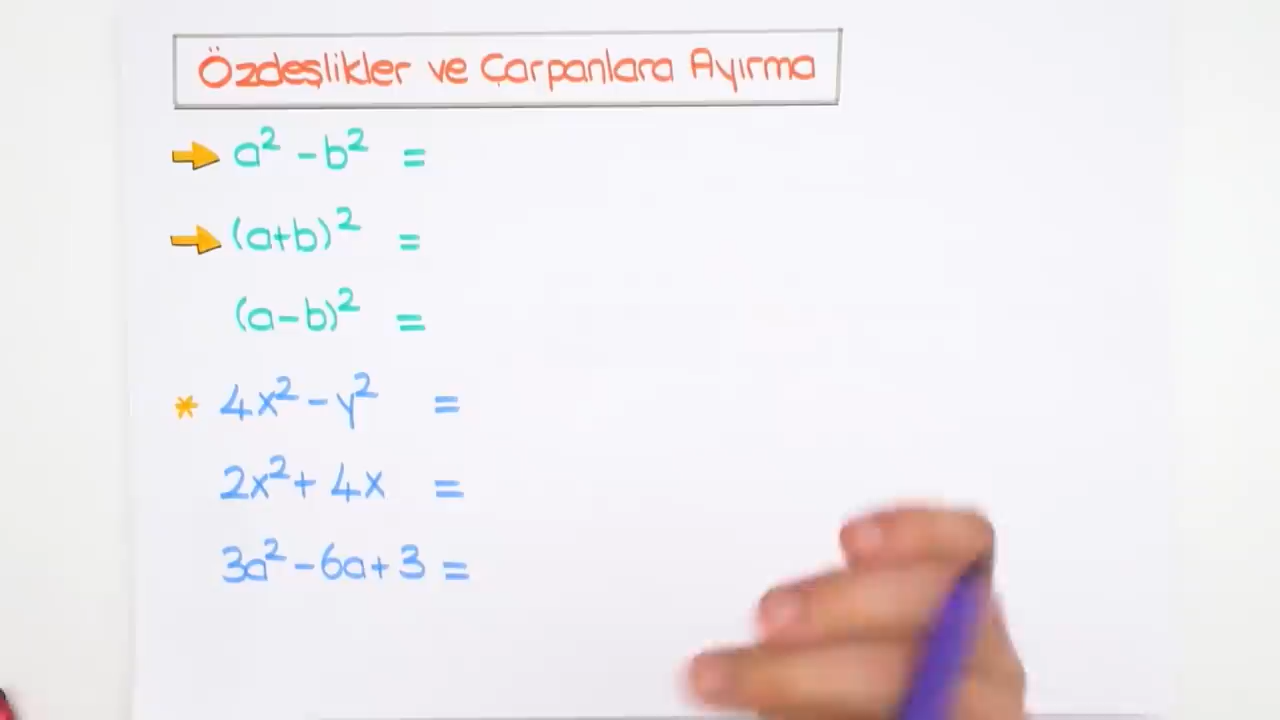 Özdeşlikler ve Çarpanlara Ayırma
a² - b² =
(a+b)² =
(a-b)² =
* 4x² - y² =
2x² + 4x =
3a² - 6a + 3 =